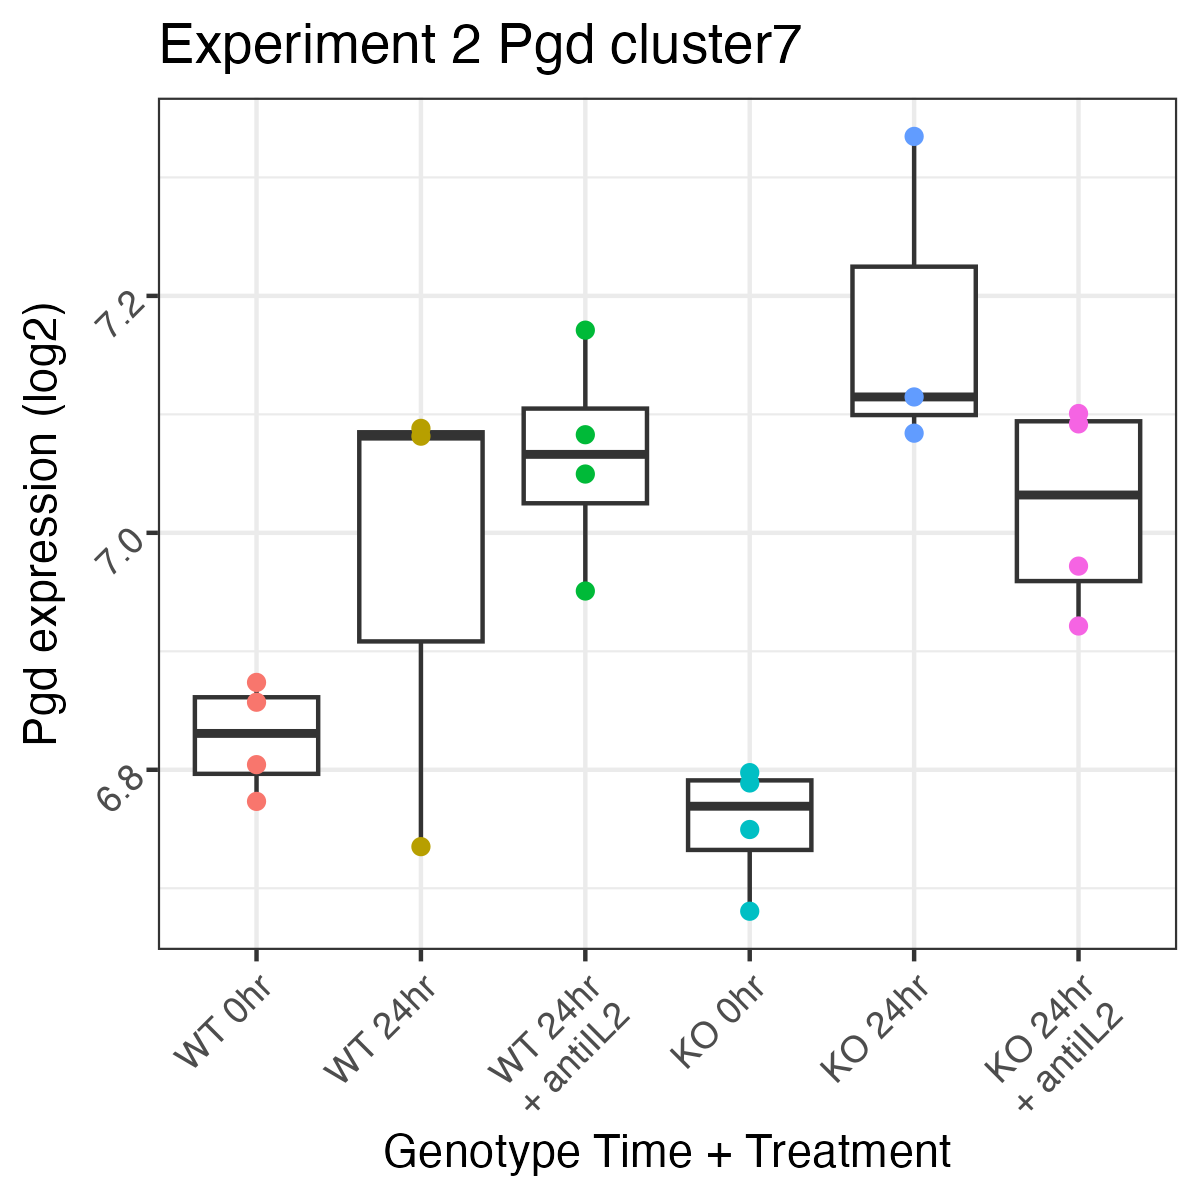 Experiment 2 Pgd cluster7
Pgd expression (log2)
7.2
7.0
6.8
WT 0hr
WT 24hr
WT 24hr
+ antiIL2
KO 0hr
KO 24hr
KO 24hr
+ antiIL2
Genotype Time + Treatment